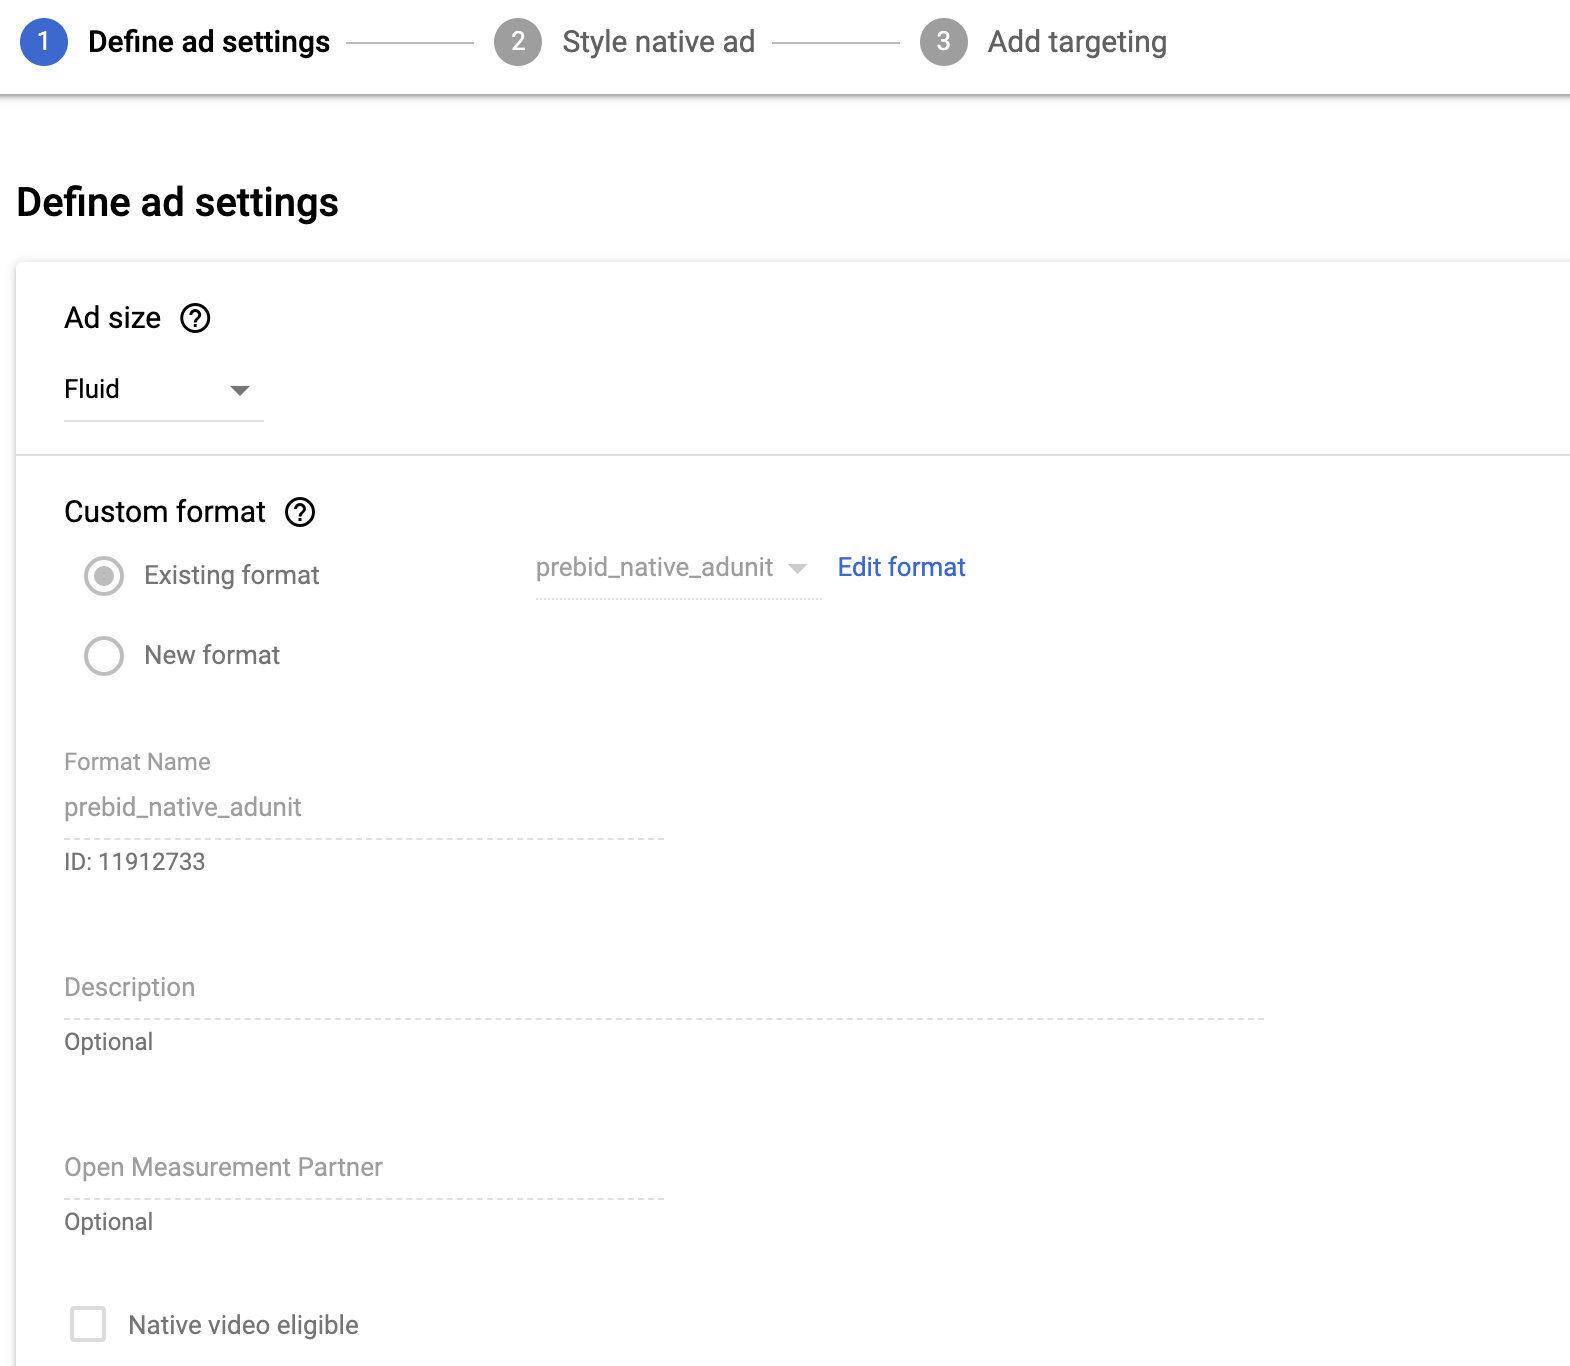 1 Define ad settings 2 Style native ad 3 Add targeting
Define ad settings
Ad size ?
Fluid
Custom format ?
Existing format prebid_native_adunit Edit format
New format
Format Name
prebid_native_adunit
ID: 11912733
Description
Optional
Open Measurement Partner
Optional
Native video eligible